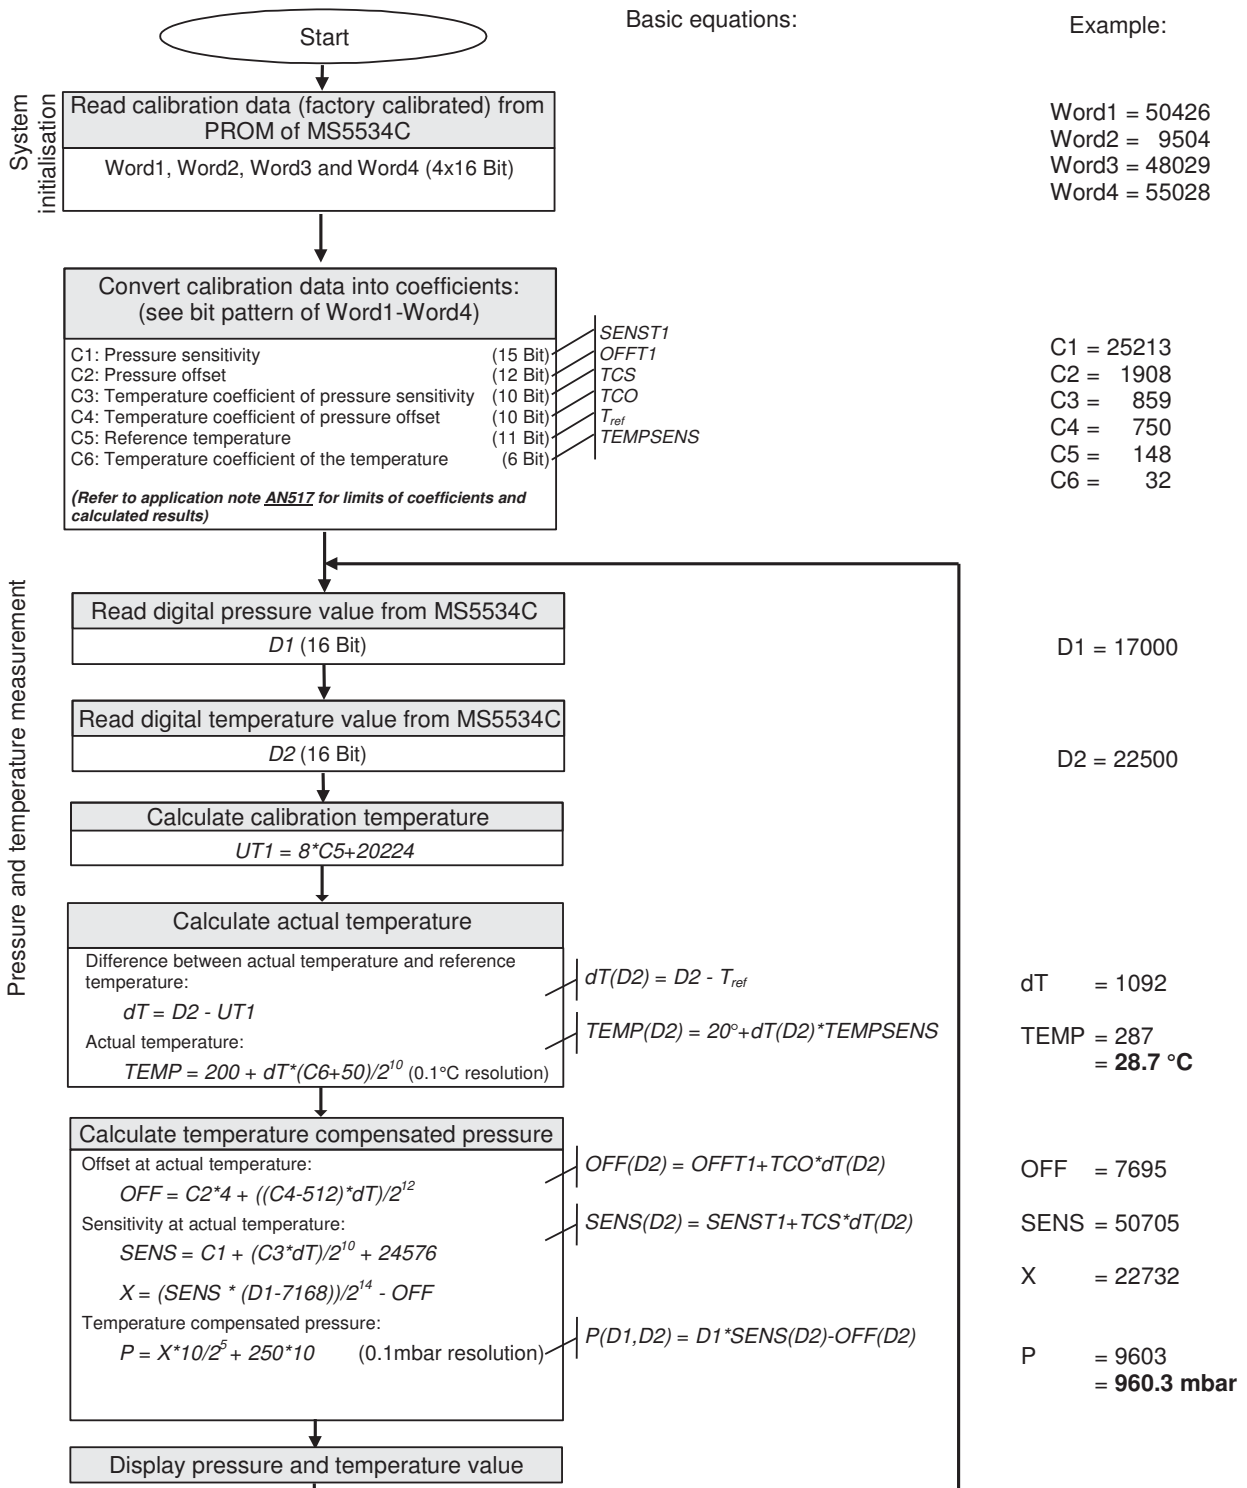 Basic equations:
Example:
Start
System
initialisation
Read calibration data (factory calibrated) from
PROM of MS5534C
Word1, Word2, Word3 and Word4 (4x16 Bit)
Word1 = 50426
Word2 = 9504
Word3 = 48029
Word4 = 55028
Convert calibration data into coefficients:
(see bit pattern of Word1-Word4)
C1: Pressure sensitivity (15 Bit)
C2: Pressure offset (12 Bit)
C3: Temperature coefficient of pressure sensitivity (10 Bit)
C4: Temperature coefficient of pressure offset (10 Bit)
C5: Reference temperature (11 Bit)
C6: Temperature coefficient of the temperature (6 Bit)
(Refer to application note AN517 for limits of coefficients and
calculated results)
SENST1
OFFT1
TCS
TCO
T_ref
TEMPSENS
C1 = 25213
C2 = 1908
C3 = 859
C4 = 750
C5 = 148
C6 = 32
Pressure and temperature measurement
Read digital pressure value from MS5534C
D1 (16 Bit)
D1 = 17000
Read digital temperature value from MS5534C
D2 (16 Bit)
D2 = 22500
Calculate calibration temperature
UT1 = 8*C5+20224
Calculate actual temperature
Difference between actual temperature and reference
temperature:
dT = D2 - UT1
Actual temperature:
TEMP = 200 + dT*(C6+50)/2^10 (0.1°C resolution)
dT(D2) = D2 - T_ref
TEMP(D2) = 20°+dT(D2)*TEMPSENS
dT = 1092
TEMP = 287
= 28.7 °C
Calculate temperature compensated pressure
Offset at actual temperature:
OFF = C2*4 + ((C4-512)*dT)/2^12
Sensitivity at actual temperature:
SENS = C1 + (C3*dT)/2^10 + 24576
X = (SENS * (D1-7168))/2^14 - OFF
Temperature compensated pressure:
P = X*10/2^5 + 250*10 (0.1mbar resolution)
OFF(D2) = OFFT1+TCO*dT(D2)
SENS(D2) = SENST1+TCS*dT(D2)
P(D1,D2) = D1*SENS(D2)-OFF(D2)
OFF = 7695
SENS = 50705
X = 22732
P = 9603
= 960.3 mbar
Display pressure and temperature value